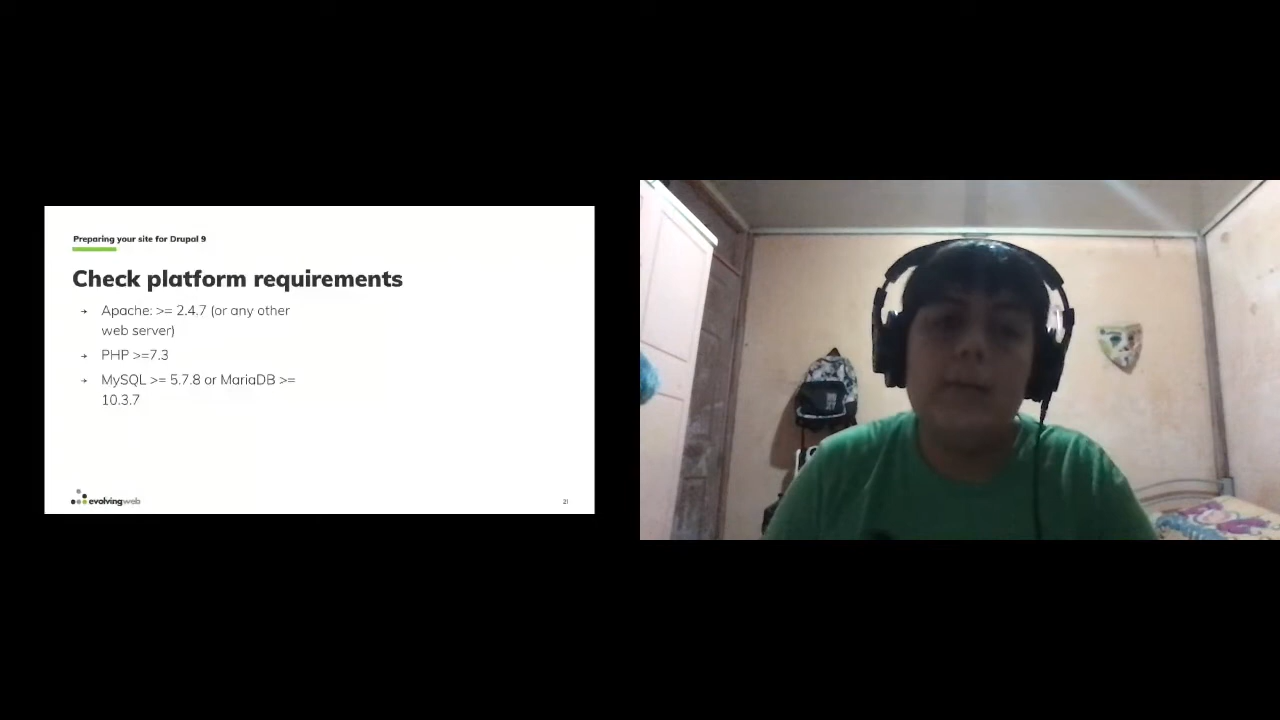 Preparing your site for Drupal 9
Check platform requirements
→ Apache: >= 2.4.7 (or any other
web server)
→ PHP >=7.3
→ MySQL >= 5.7.8 or MariaDB >=
10.3.7
evolvingweb
21